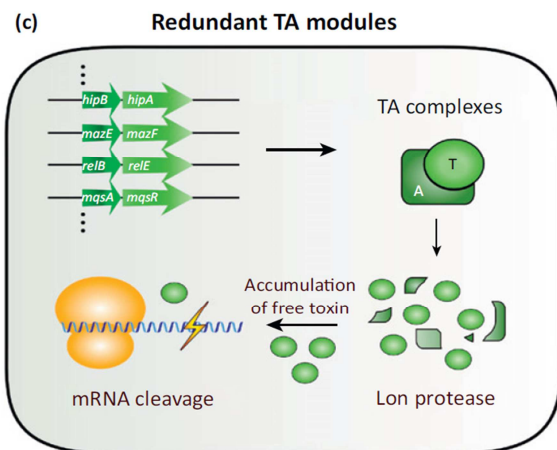 (c) Redundant TA modules
hipB hipA
mazE mazF
relB relE
mqsA mqsR
TA complexes
T
A
Accumulation
of free toxin
mRNA cleavage
Lon protease